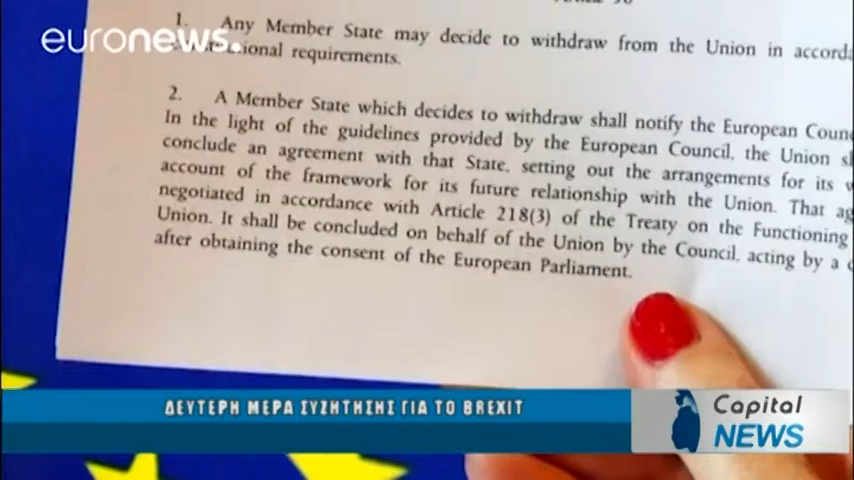 euronews.
1. Any Member State may decide to withdraw from the Union in
requirements.
2. A Member State which decides to withdraw shall notify the European
In the light of the guidelines provided by the European Council, the Union
conclude an agreement with that State, setting out the arrangements for its
account of the framework for its future relationship with the Union. That
negotiated in accordance with Article 218(3) of the Treaty on the Functioning
Union. It shall be concluded on behalf of the Union by the Council, acting by a
after obtaining the consent of the European Parliament.
ΔΕΥΤΕΡΗ ΜΕΡΑ ΣΥΖΗΤΗΣΗΣ ΓΙΑ ΤΟ BREXIT
Capital
NEWS